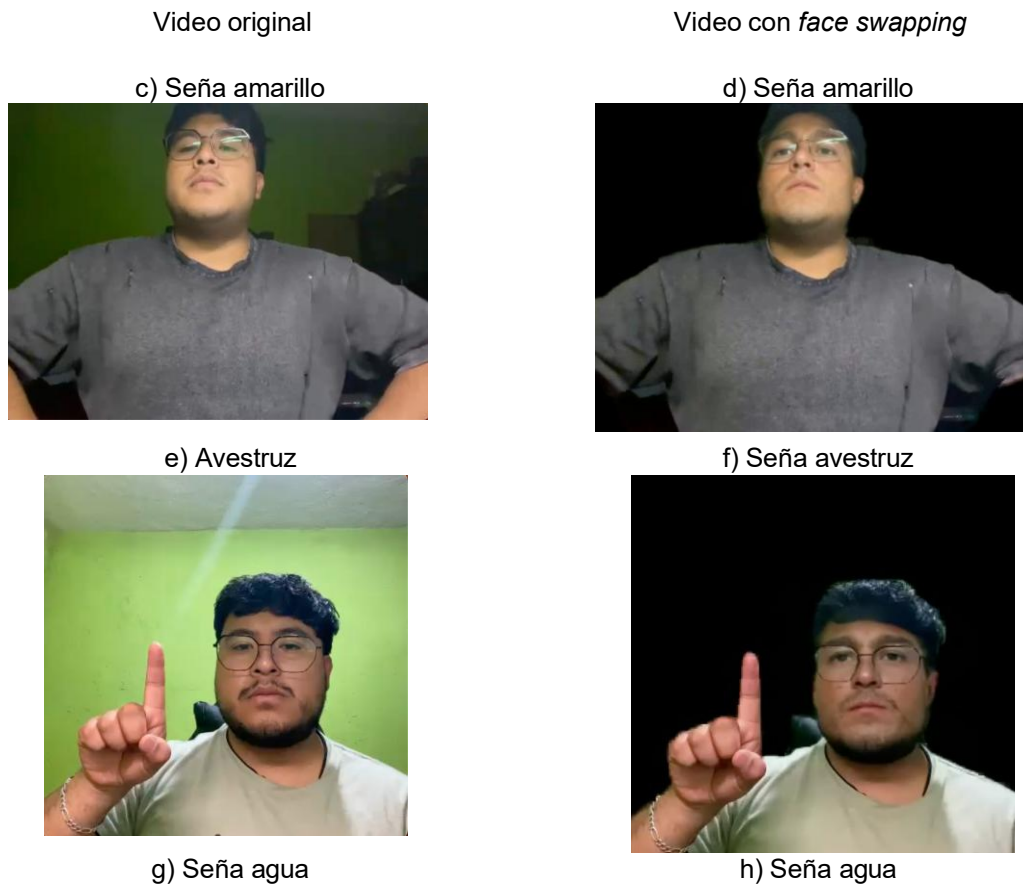 Video original
Video con face swapping
c) Seña amarillo
d) Seña amarillo
e) Avestruz
f) Seña avestruz
g) Seña agua
h) Seña agua